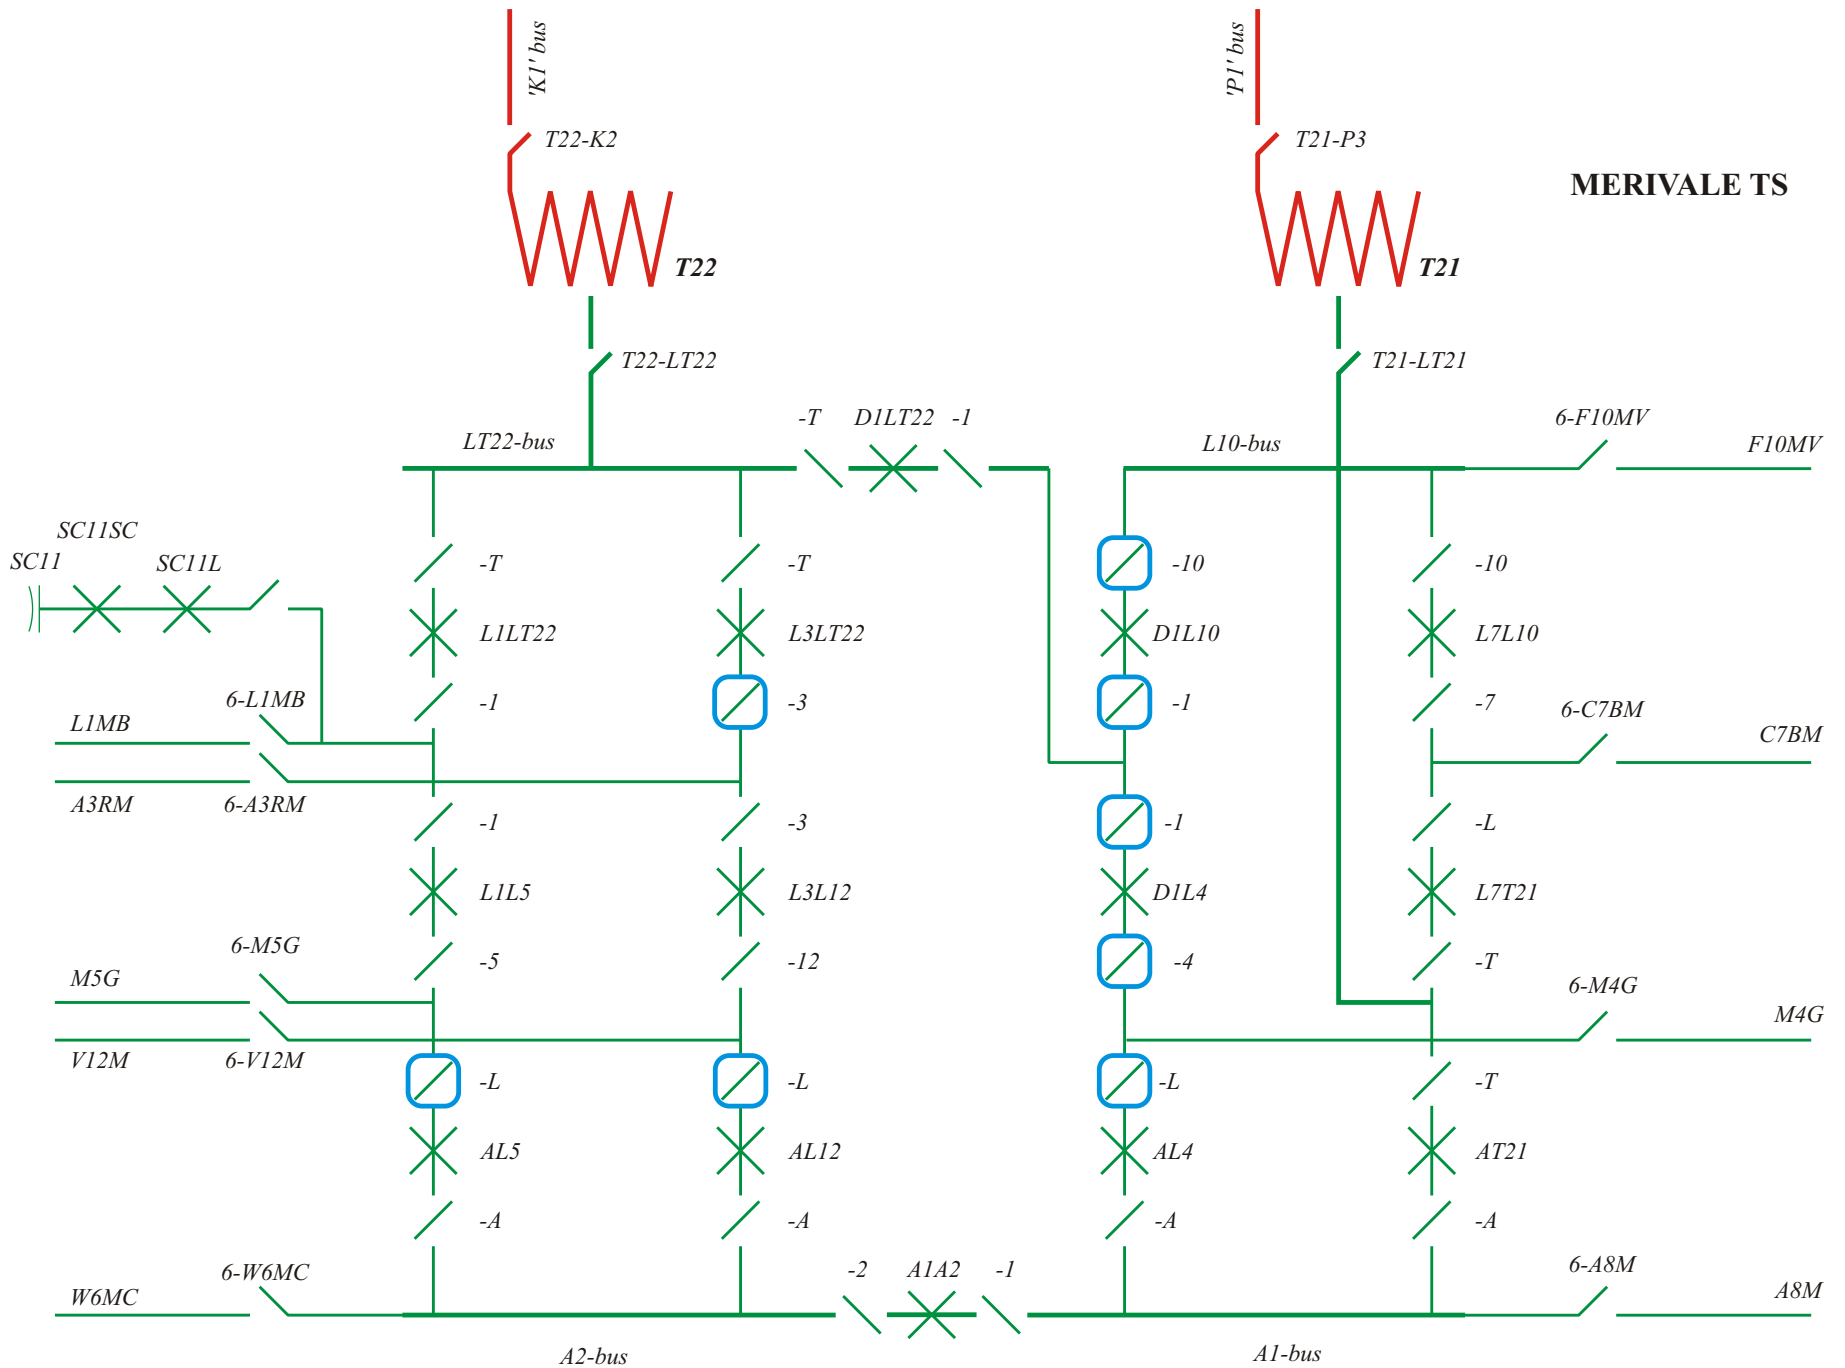 'K1' bus
'P1' bus
T22-K2
T21-P3
MERIVALE TS
T22
T21
T22-LT22
T21-LT21
-T
D1LT22
-1
6-F10MV
LT22-bus
L10-bus
F10MV
SC11SC
SC11
SC11L
-T
-T
-10
-10
L1LT22
L3LT22
D1L10
L7L10
6-L1MB
-1
-3
-1
-7
6-C7BM
L1MB
C7BM
A3RM
6-A3RM
-1
-3
-1
-L
L1L5
L3L12
D1L4
L7T21
6-M5G
-5
-12
-4
-T
M5G
6-M4G
M4G
V12M
6-V12M
-L
-L
-L
-T
AL5
AL12
AL4
AT21
-A
-A
-A
-A
6-W6MC
-2
A1A2
-1
6-A8M
W6MC
A8M
A2-bus
A1-bus